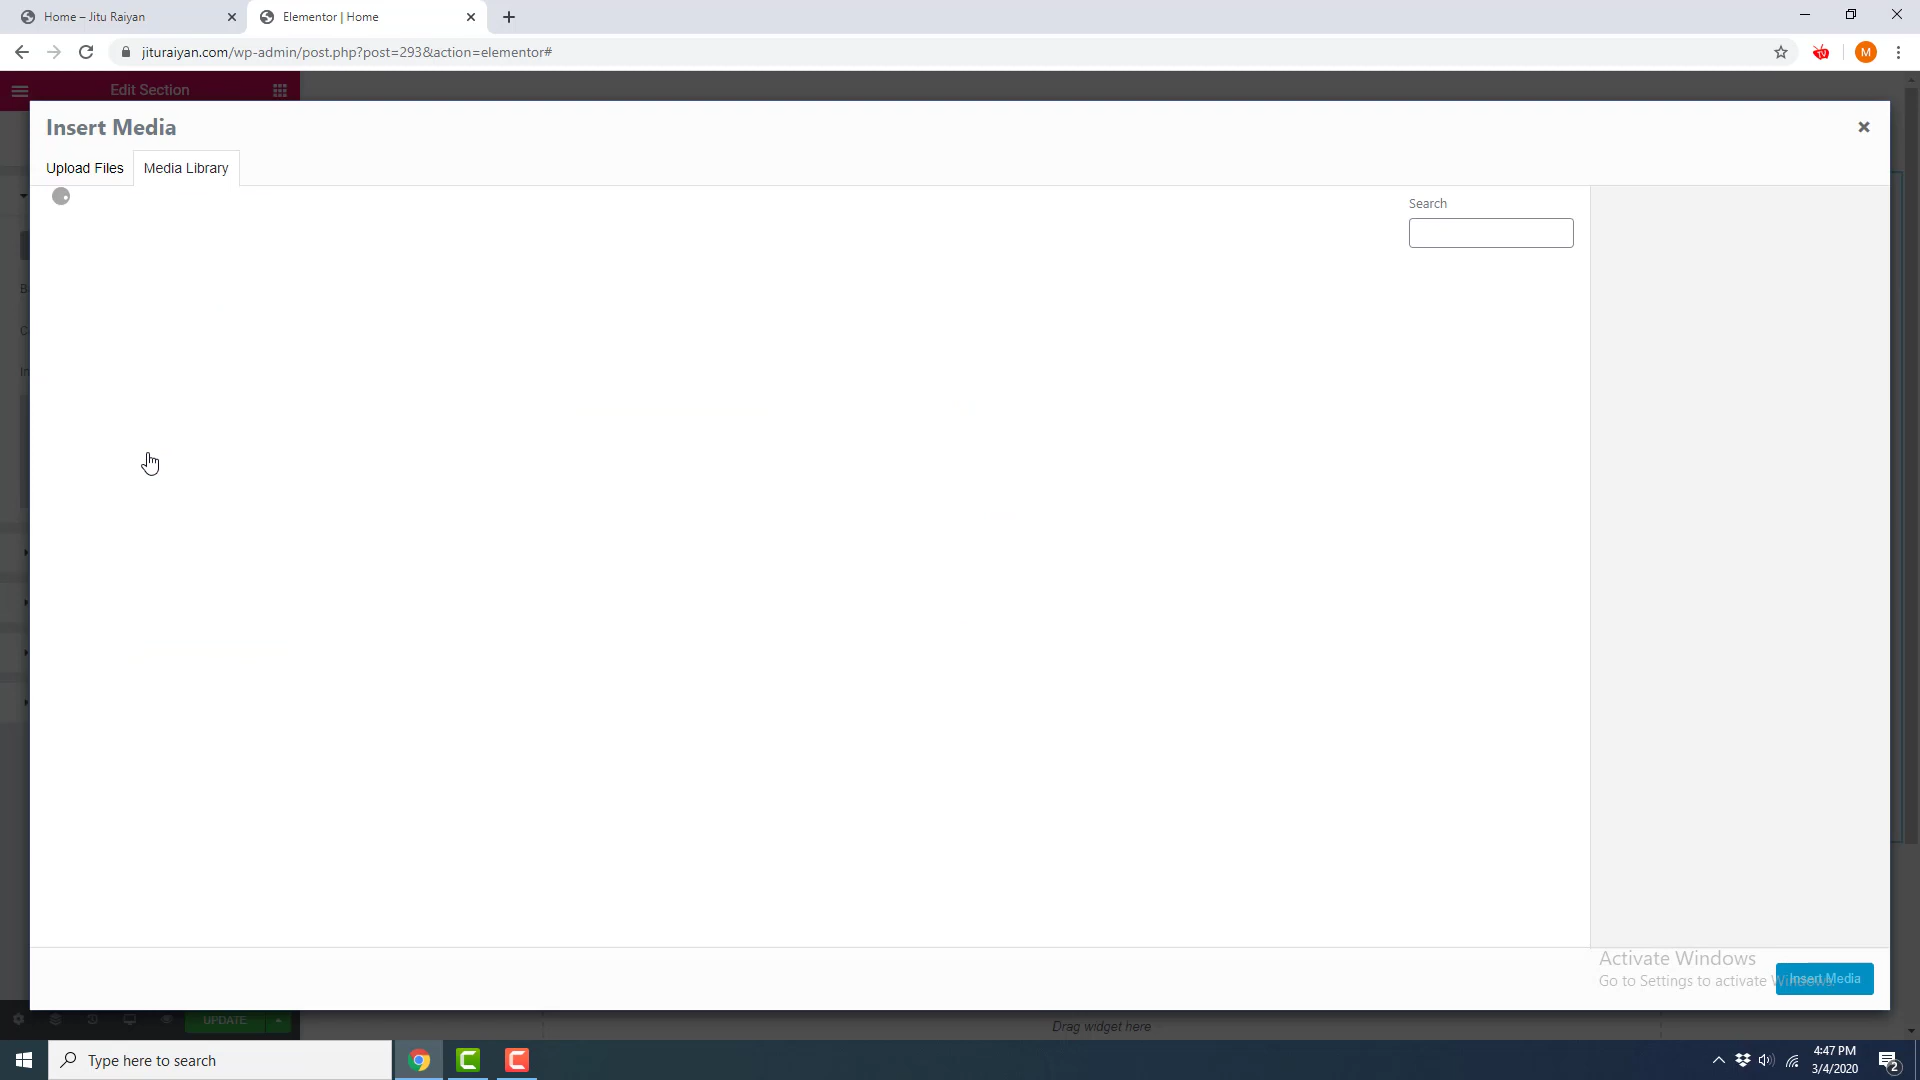 Home – Jitu Raiyan
Elementor | Home
jituraiyan.com/wp-admin/post.php?post=293&action=elementor#
M
Edit Section
Insert Media
Upload Files
Media Library
Search
Activate Windows
Go to Settings to activate Windows.
Insert Media
UPDATE
Drag widget here
Type here to search
4:47 PM
3/4/2020
2